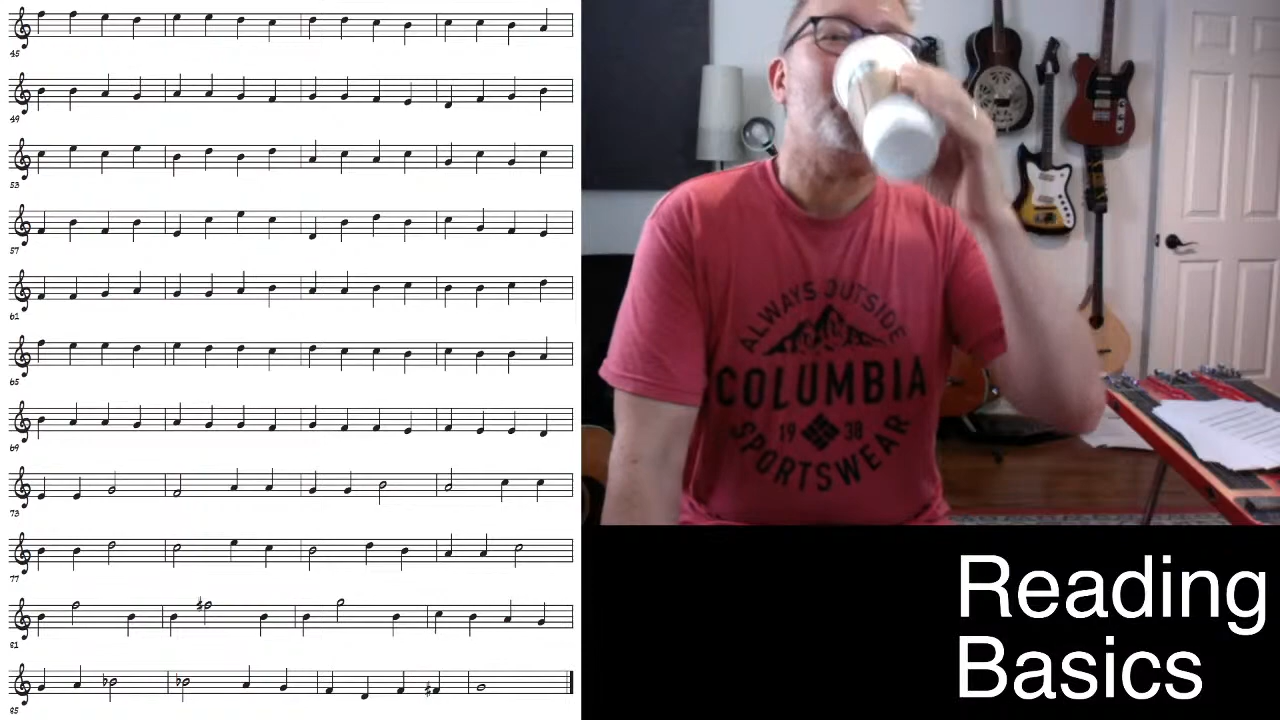 45
49
53
57
61
65
69
73
77
81
85
ALWAYS OUTSIDE
COLUMBIA
19 38
SPORTSWEAR
Reading
Basics